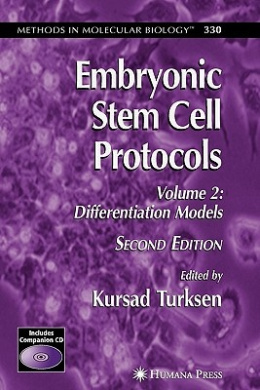 METHODS IN MOLECULAR BIOLOGY™ 330
Embryonic
Stem Cell
Protocols
Volume 2:
Differentiation Models
SECOND EDITION
Edited by
Kursad Turksen
Includes
Companion CD
HUMANA PRESS